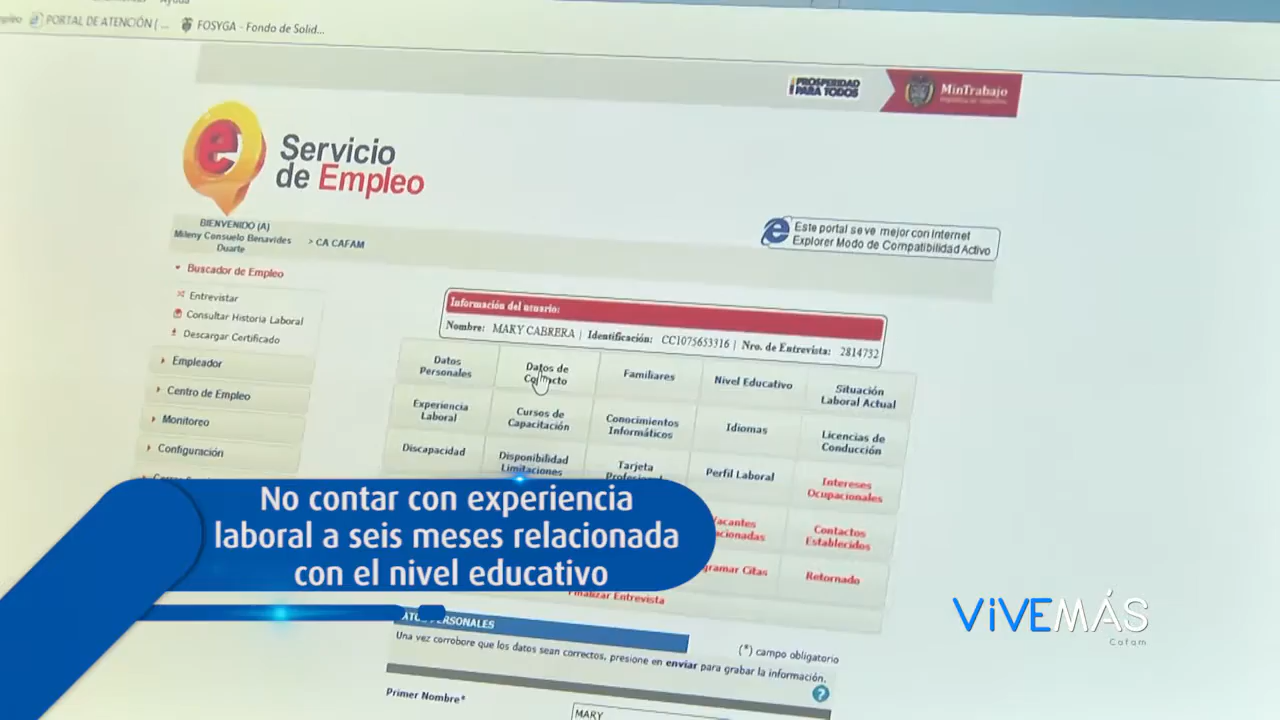 PORTAL DE ATENCIÓN ( ...
FOSYGA - Fondo de Solid...
PROSPERIDAD
PARA TODOS
MinTrabajo
e
Servicio
de Empleo
BIENVENIDO (A)
Mileny Consuelo Benavides
Duarte
> CA CAFAM
Este portal se ve mejor con Internet
Explorer Modo de Compatibilidad Activo
Buscador de Empleo
Entrevistar
Consultar Historia Laboral
Descargar Certificado
Empleador
Centro de Empleo
Monitoreo
Configuración
Información del usuario:
Nombre: MARY CABRERA | Identificación: CC1075653316 | Nro. de Entrevista: 2814732
Datos
Personales
Datos de
Contacto
Familiares
Nivel Educativo
Situación
Laboral Actual
Experiencia
Laboral
Cursos de
Capacitación
Conocimientos
Informáticos
Idiomas
Licencias de
Conducción
Discapacidad
Disponibilidad
Limitaciones
Tarjeta
Perfil Laboral
Intereses
Ocupacionales
Vacantes
Contactos
Establecidos
Citas
Retornado
Finalizar Entrevista
No contar con experiencia
laboral a seis meses relacionada
con el nivel educativo
PERSONALES
(*) campo obligatorio
Una vez corrobore que los datos sean correctos, presione en enviar para grabar la información.
?
Primer Nombre*
MARY
ViVEMÁS
Cafam